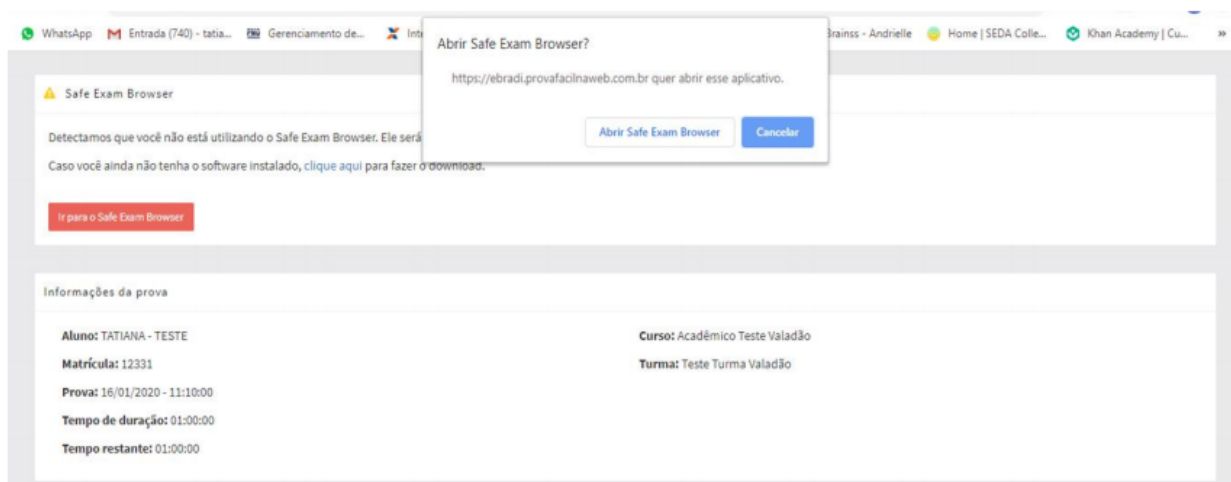 WhatsApp Entrada (740) - tatia... Gerenciamento de... Inte Brainss - Andrielle Home | SEDA Colle... Khan Academy | Cu... »
Abrir Safe Exam Browser?
https://ebradi.provafacilnaweb.com.br quer abrir esse aplicativo.
Abrir Safe Exam Browser Cancelar
Safe Exam Browser
Detectamos que você não está utilizando o Safe Exam Browser. Ele será
Caso você ainda não tenha o software instalado, clique aqui para fazer o download.
Ir para o Safe Exam Browser
Informações da prova
Aluno: TATIANA - TESTE Curso: Acadêmico Teste Valadão
Matrícula: 12331 Turma: Teste Turma Valadão
Prova: 16/01/2020 - 11:10:00
Tempo de duração: 01:00:00
Tempo restante: 01:00:00